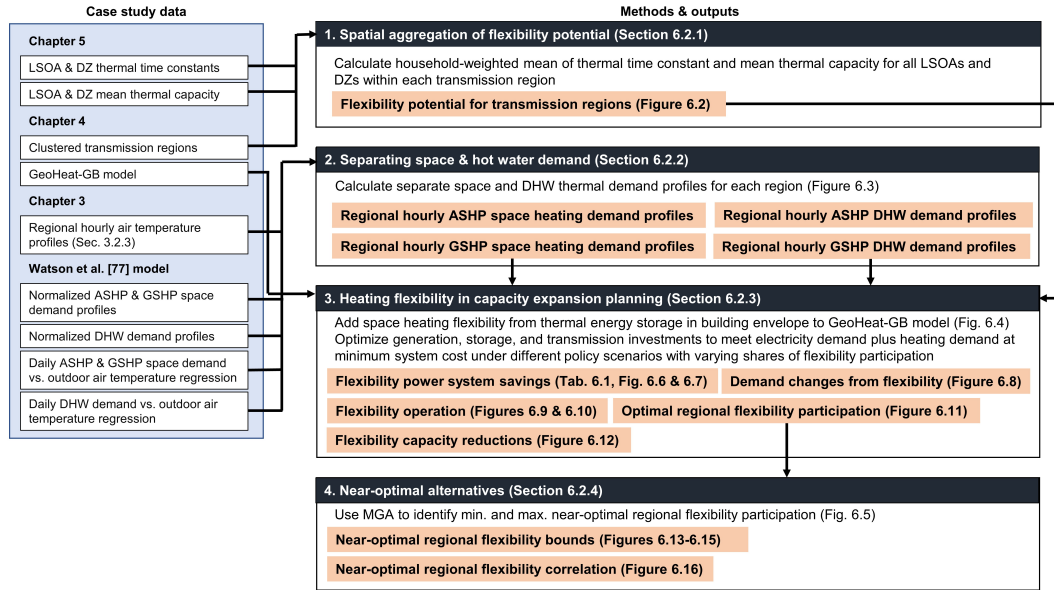 Case study data
Chapter 5
LSOA & DZ thermal time constants
LSOA & DZ mean thermal capacity
Chapter 4
Clustered transmission regions
GeoHeat-GB model
Chapter 3
Regional hourly air temperature
profiles (Sec. 3.2.3)
Watson et al. [77] model
Normalized ASHP & GSHP space
demand profiles
Normalized DHW demand profiles
Daily ASHP & GSHP space demand
vs. outdoor air temperature regression
Daily DHW demand vs. outdoor air
temperature regression
Methods & outputs
1. Spatial aggregation of flexibility potential (Section 6.2.1)
Calculate household-weighted mean of thermal time constant and mean thermal capacity for all LSOAs and
DZs within each transmission region
Flexibility potential for transmission regions (Figure 6.2)
2. Separating space & hot water demand (Section 6.2.2)
Calculate separate space and DHW thermal demand profiles for each region (Figure 6.3)
Regional hourly ASHP space heating demand profiles
Regional hourly ASHP DHW demand profiles
Regional hourly GSHP space heating demand profiles
Regional hourly GSHP DHW demand profiles
3. Heating flexibility in capacity expansion planning (Section 6.2.3)
Add space heating flexibility from thermal energy storage in building envelope to GeoHeat-GB model (Fig. 6.4)
Optimize generation, storage, and transmission investments to meet electricity demand plus heating demand at
minimum system cost under different policy scenarios with varying shares of flexibility participation
Flexibility power system savings (Tab. 6.1, Fig. 6.6 & 6.7)
Demand changes from flexibility (Figure 6.8)
Flexibility operation (Figures 6.9 & 6.10)
Optimal regional flexibility participation (Figure 6.11)
Flexibility capacity reductions (Figure 6.12)
4. Near-optimal alternatives (Section 6.2.4)
Use MGA to identify min. and max. near-optimal regional flexibility participation (Fig. 6.5)
Near-optimal regional flexibility bounds (Figures 6.13-6.15)
Near-optimal regional flexibility correlation (Figure 6.16)